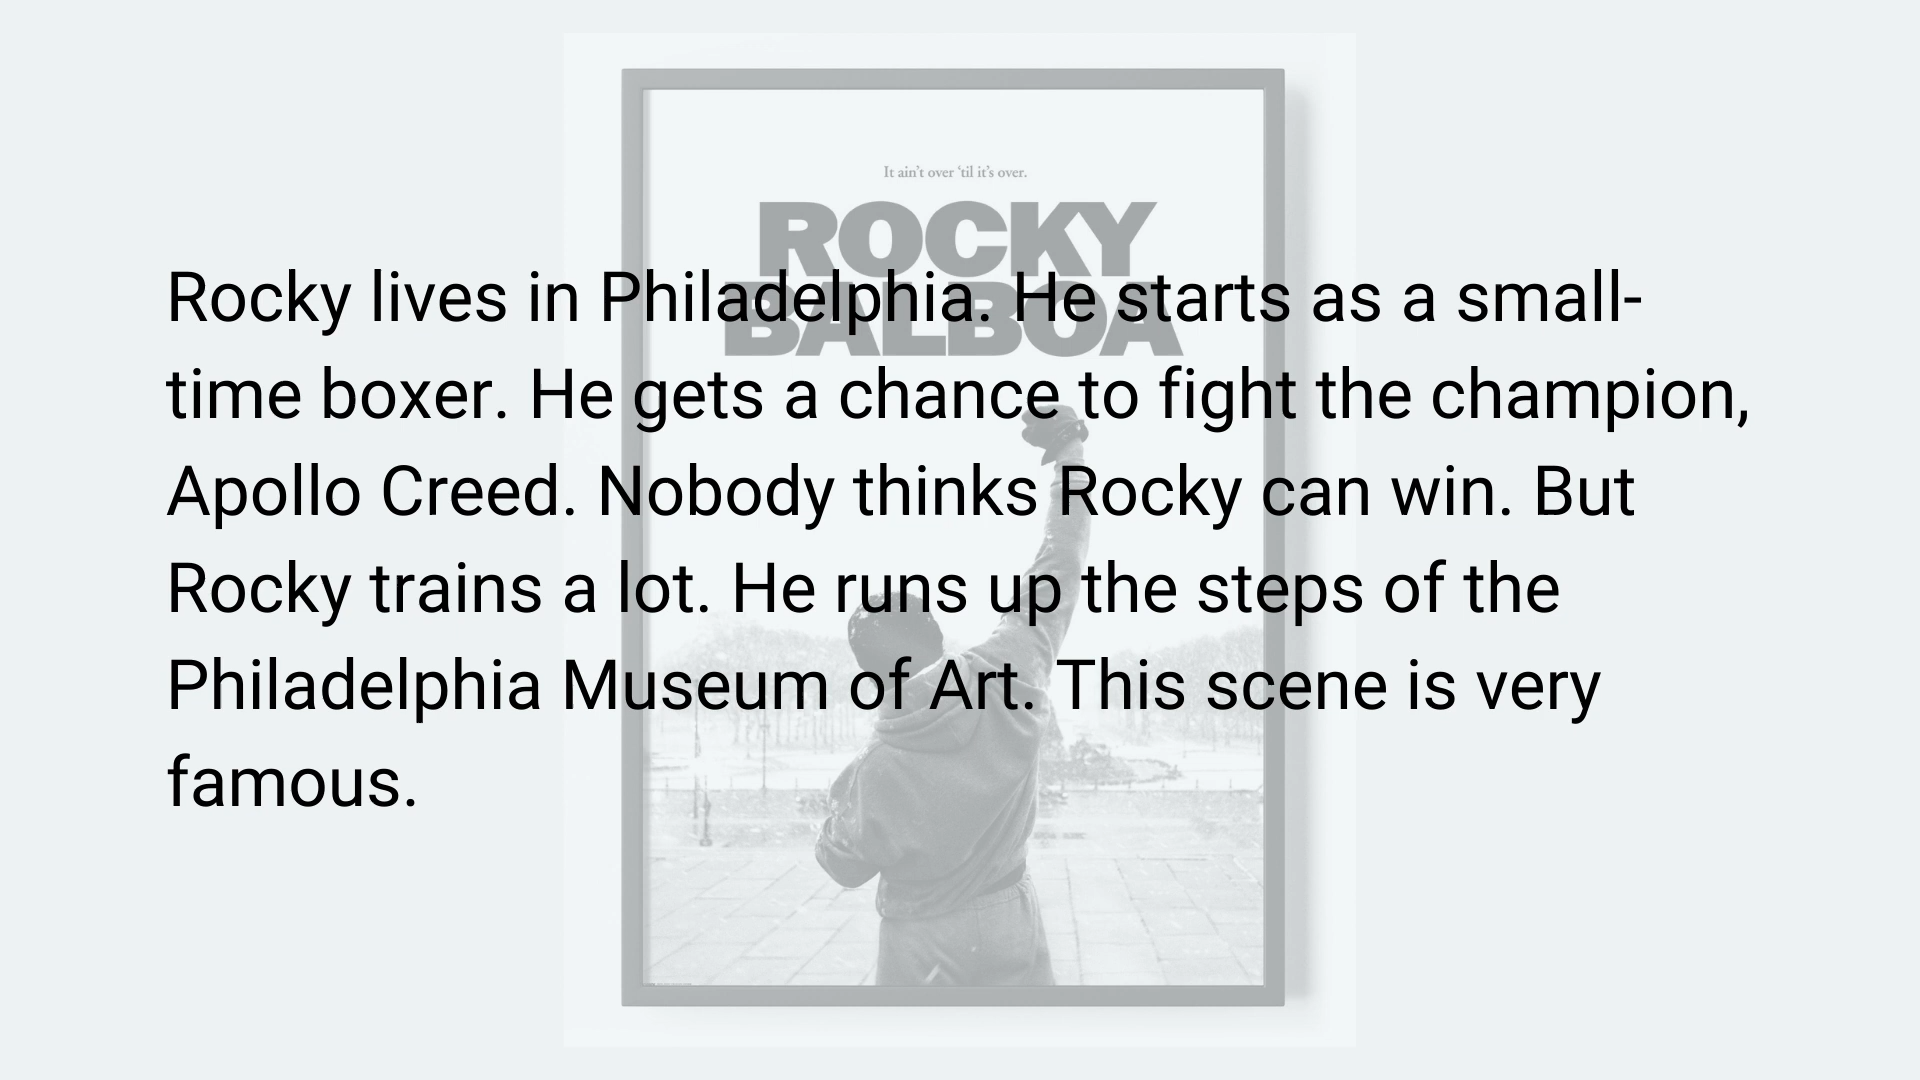 It ain't over 'til it's over.
ROCKY
BALBOA
Rocky lives in Philadelphia. He starts as a small-
time boxer. He gets a chance to fight the champion,
Apollo Creed. Nobody thinks Rocky can win. But
Rocky trains a lot. He runs up the steps of the
Philadelphia Museum of Art. This scene is very
famous.